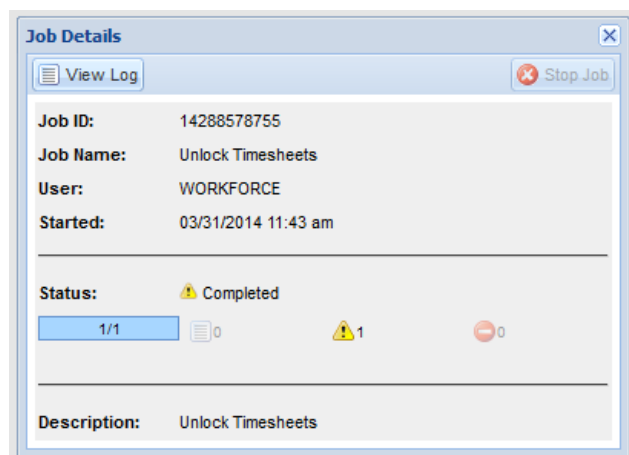 Job Details
View Log Stop Job
Job ID: 14288578755
Job Name: Unlock Timesheets
User: WORKFORCE
Started: 03/31/2014 11:43 am
Status: Completed
1/1 0 1 0
Description: Unlock Timesheets